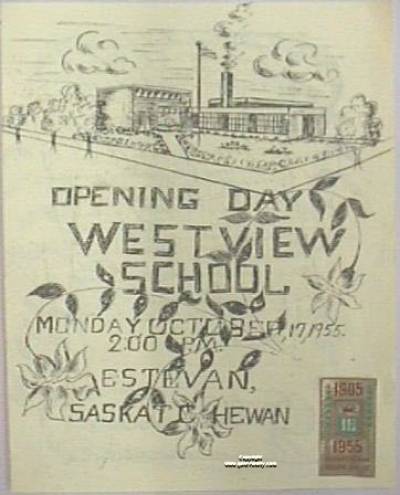 OPENING DAY
WESTVIEW
SCHOOL
MONDAY OCTOBER, 17, 1955.
2:00 P.M.
ESTEVAN,
SASKATCHEWAN
1905
1955